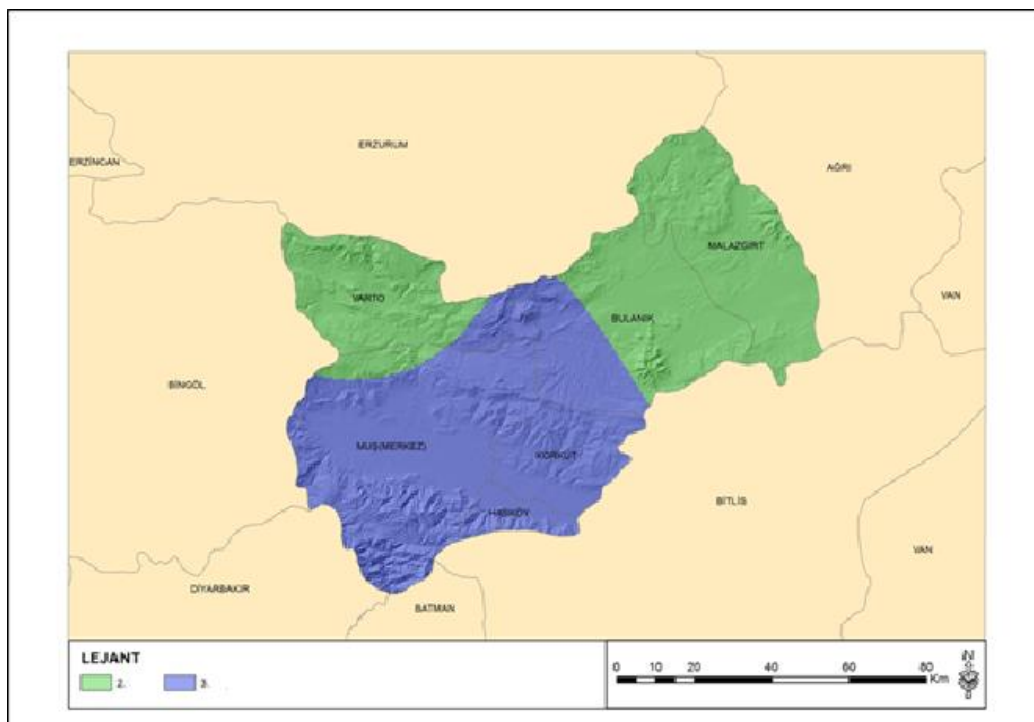 ERZURUM
ERZİNCAN
AĞRI
MALAZGİRT
VARTO
VAN
BULANIK
BİNGÖL
MUŞ(MERKEZ)
KORKUT
HASKÖY
BİTLİS
VAN
DİYARBAKIR
BATMAN
LEJANT
2.
3.
0 5 10 20 40 60 80
Km
N